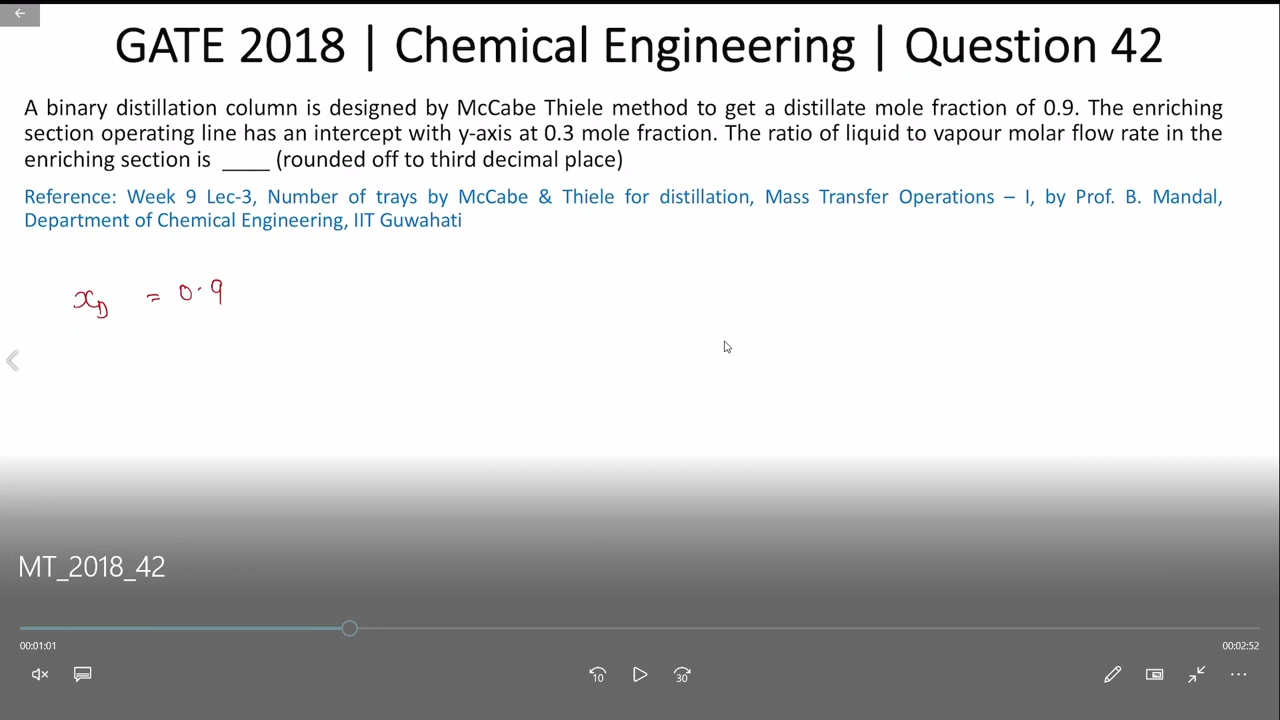 GATE 2018 | Chemical Engineering | Question 42
A binary distillation column is designed by McCabe Thiele method to get a distillate mole fraction of 0.9. The enriching
section operating line has an intercept with y-axis at 0.3 mole fraction. The ratio of liquid to vapour molar flow rate in the
enriching section is ____ (rounded off to third decimal place)
Reference: Week 9 Lec-3, Number of trays by McCabe & Thiele for distillation, Mass Transfer Operations – I, by Prof. B. Mandal,
Department of Chemical Engineering, IIT Guwahati
x_D = 0.9
MT_2018_42
00:01:01 00:02:52
10 30